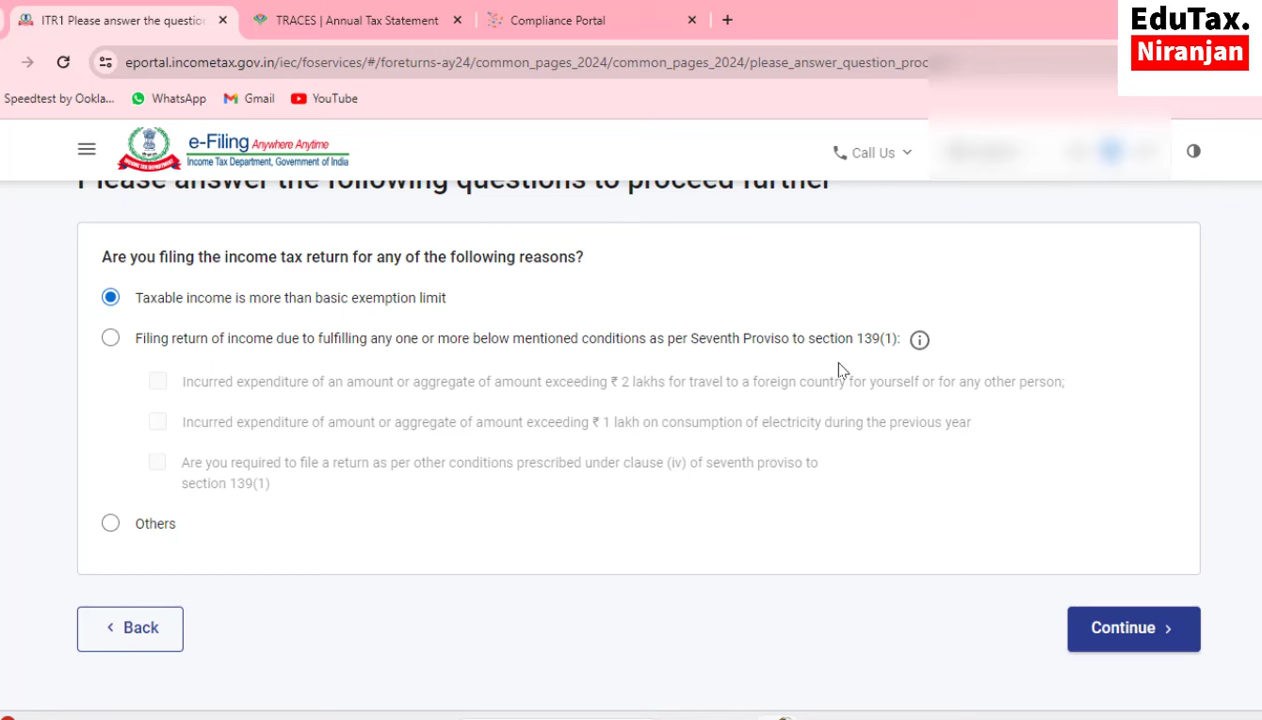 ITR1 Please answer the questio
TRACES | Annual Tax Statement
Compliance Portal
EduTax.
Niranjan
eportal.incometax.gov.in/iec/foservices/#/foreturns-ay24/common_pages_2024/common_pages_2024/please_answer_question_proc
Speedtest by Ookla...
WhatsApp
Gmail
YouTube
e-Filing Anywhere Anytime
Income Tax Department, Government of India
Call Us
Please answer the following questions to proceed further
Are you filing the income tax return for any of the following reasons?
Taxable income is more than basic exemption limit
Filing return of income due to fulfilling any one or more below mentioned conditions as per Seventh Proviso to section 139(1):
Incurred expenditure of an amount or aggregate of amount exceeding ₹ 2 lakhs for travel to a foreign country for yourself or for any other person;
Incurred expenditure of amount or aggregate of amount exceeding ₹ 1 lakh on consumption of electricity during the previous year
Are you required to file a return as per other conditions prescribed under clause (iv) of seventh proviso to
section 139(1)
Others
Back
Continue